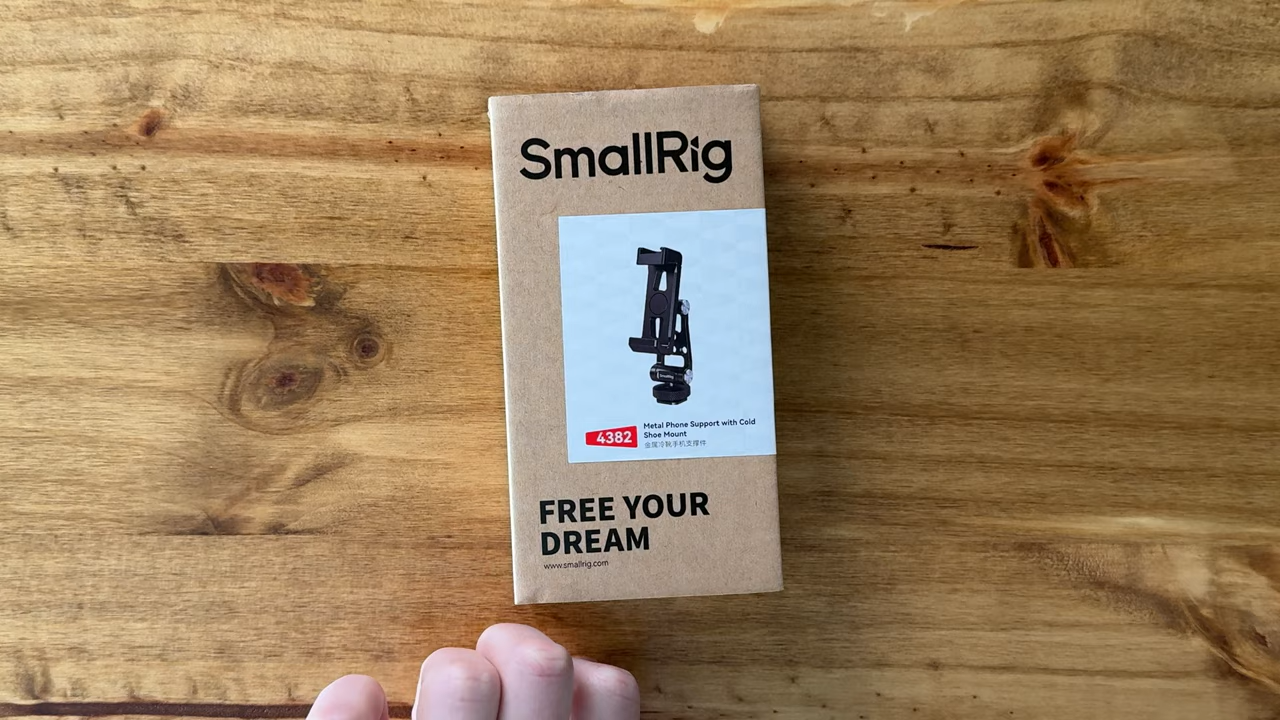 SmallRig
4382
Metal Phone Support with Cold
Shoe Mount
金属冷靴手机支撑件
FREE YOUR
DREAM
www.smallrig.com